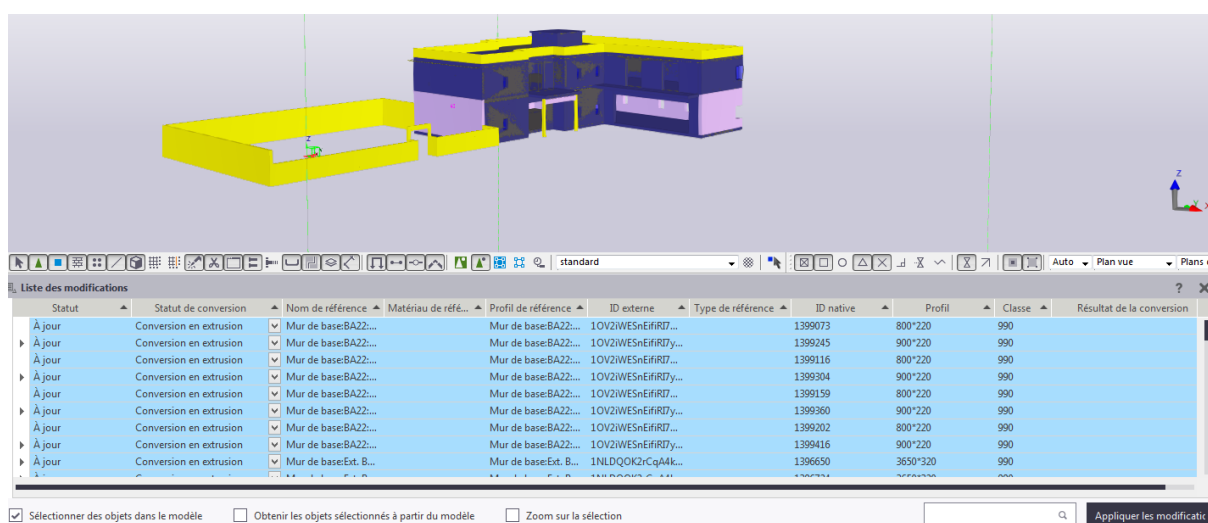 Z
Z
X
standard
Auto
Plan vue
Plans
Liste des modifications
?
Statut Statut de conversion Nom de référence Matériau de réfé... Profil de référence ID externe Type de référence ID native Profil Classe Résultat de la conversion
À jour Conversion en extrusion Mur de base:BA22:... Mur de base:BA22:... 1OV2iWESnEifiRI7... 1399073 800*220 990
À jour Conversion en extrusion Mur de base:BA22:... Mur de base:BA22:... 1OV2iWESnEifiRI7y... 1399245 900*220 990
À jour Conversion en extrusion Mur de base:BA22:... Mur de base:BA22:... 1OV2iWESnEifiRI7... 1399116 800*220 990
À jour Conversion en extrusion Mur de base:BA22:... Mur de base:BA22:... 1OV2iWESnEifiRI7y... 1399304 900*220 990
À jour Conversion en extrusion Mur de base:BA22:... Mur de base:BA22:... 1OV2iWESnEifiRI7... 1399159 800*220 990
À jour Conversion en extrusion Mur de base:BA22:... Mur de base:BA22:... 1OV2iWESnEifiRI7y... 1399360 900*220 990
À jour Conversion en extrusion Mur de base:BA22:... Mur de base:BA22:... 1OV2iWESnEifiRI7... 1399202 800*220 990
À jour Conversion en extrusion Mur de base:BA22:... Mur de base:BA22:... 1OV2iWESnEifiRI7y... 1399416 900*220 990
À jour Conversion en extrusion Mur de base:Ext. B... Mur de base:Ext. B... 1NLDQOK2rCqA4k... 1396650 3650*320 990
Sélectionner des objets dans le modèle Obtenir les objets sélectionnés à partir du modèle Zoom sur la sélection Appliquer les modificatio